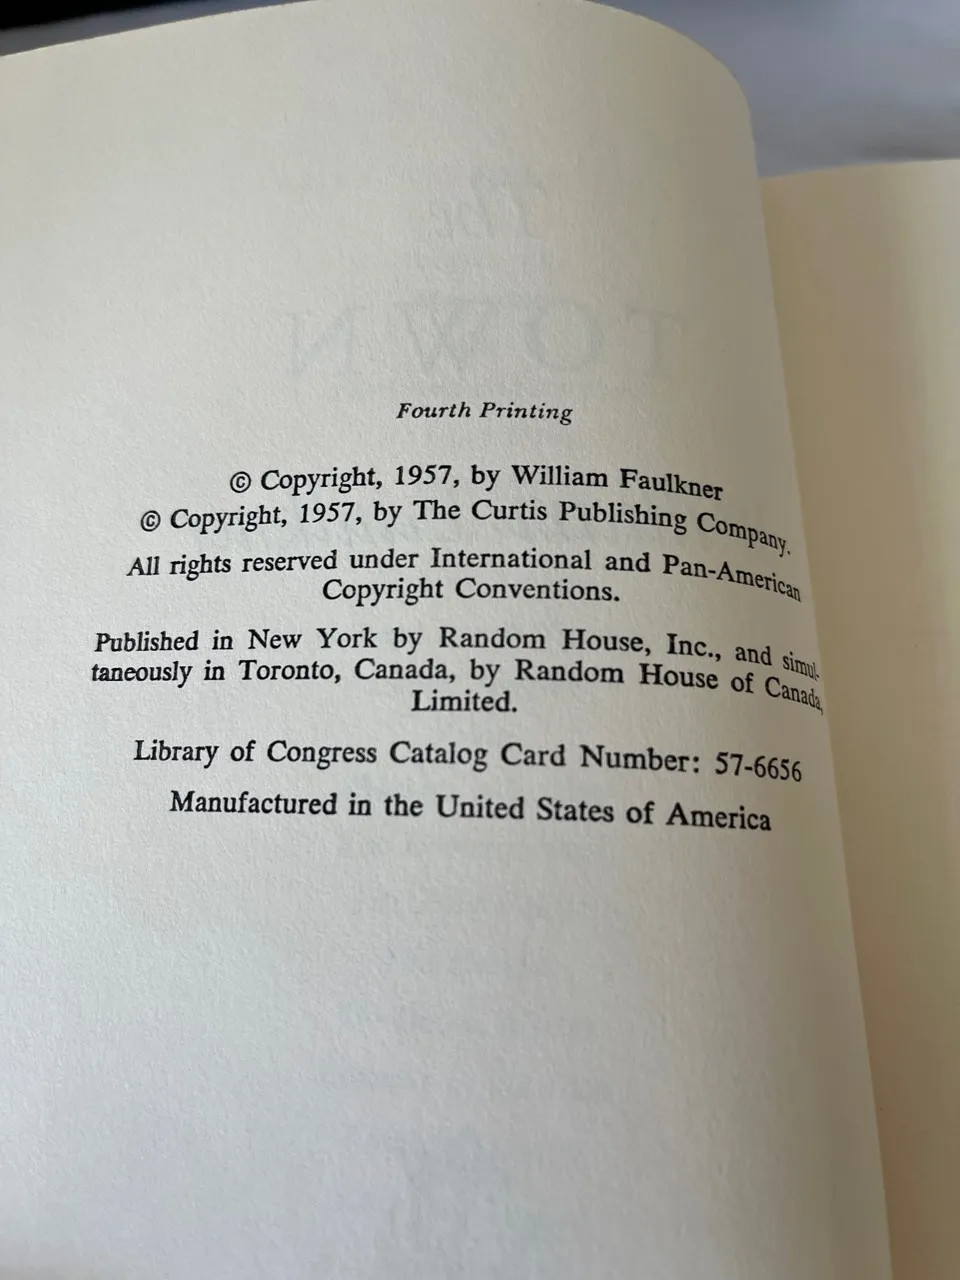 The
TOWN
Fourth Printing
© Copyright, 1957, by William Faulkner
© Copyright, 1957, by The Curtis Publishing Company.
All rights reserved under International and Pan-American
Copyright Conventions.
Published in New York by Random House, Inc., and simul-
taneously in Toronto, Canada, by Random House of Canada,
Limited.
Library of Congress Catalog Card Number: 57-6656
Manufactured in the United States of America